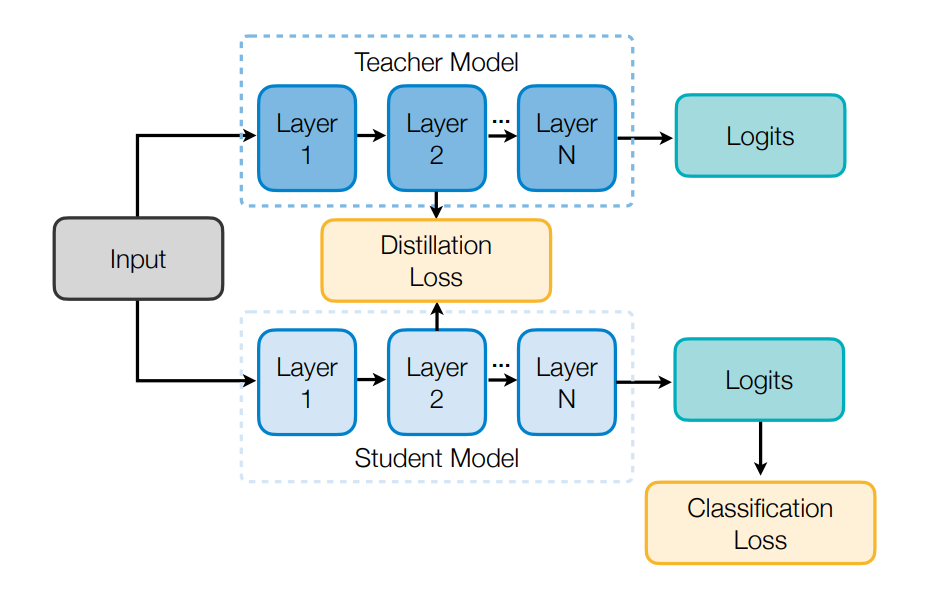 Teacher Model
Layer
1
Layer
2
...
Layer
N
Logits
Input
Distillation
Loss
Layer
1
Layer
2
...
Layer
N
Logits
Student Model
Classification
Loss